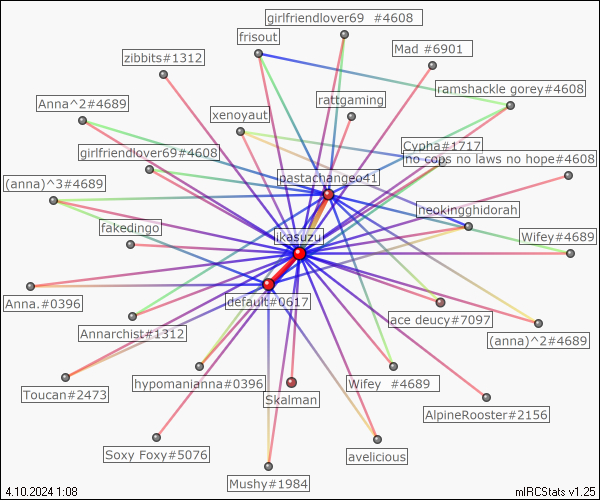 girlfriendlover69 #4608
frisout
Mad #6901
zibbits#1312
ramshackle gorey#4608
rattgaming
Anna^2#4689
xenoyaut
Cypha#1717
girlfriendlover69#4608
no cops no laws no hope#4608
pastachangeo41
(anna)^3#4689
heokingghidorah
fakedingo
ikasuzu
Wifey#4689
Anna.#0396
default#0617
ace deucy#7097
Annarchist#1312
(anna)^2#4689
hypomanianna#0396
Wifey #4689
Toucan#2473
Skalman
AlpineRooster#2156
Soxy Foxy#5076
avelicious
Mushy#1984
4.10.2024 1:08
mIRCStats v1.25